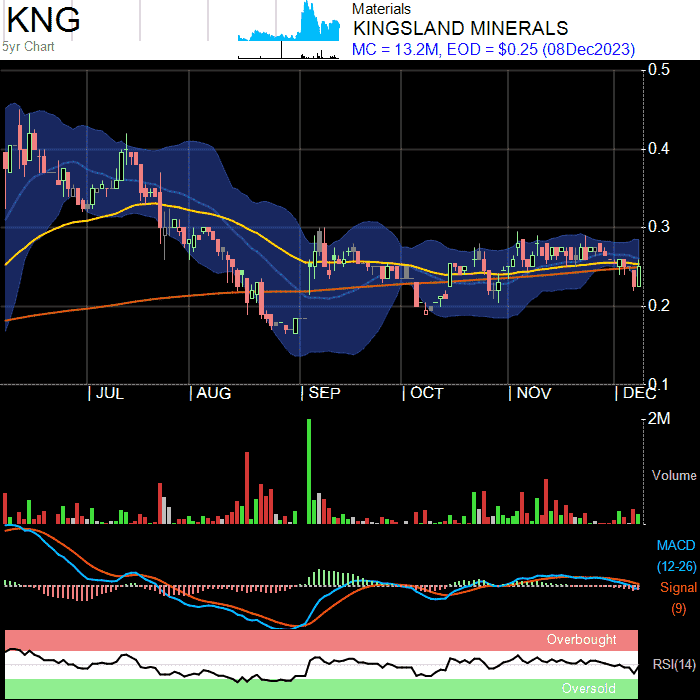 KNG
5yr Chart
Materials
KINGSLAND MINERALS
MC = 13.2M, EOD = $0.25 (08Dec2023)
0.5
0.4
0.3
0.2
0.1
JUL AUG SEP OCT NOV DEC
2M
Volume
MACD
(12-26)
Signal
(9)
Overbought
RSI(14)
Oversold